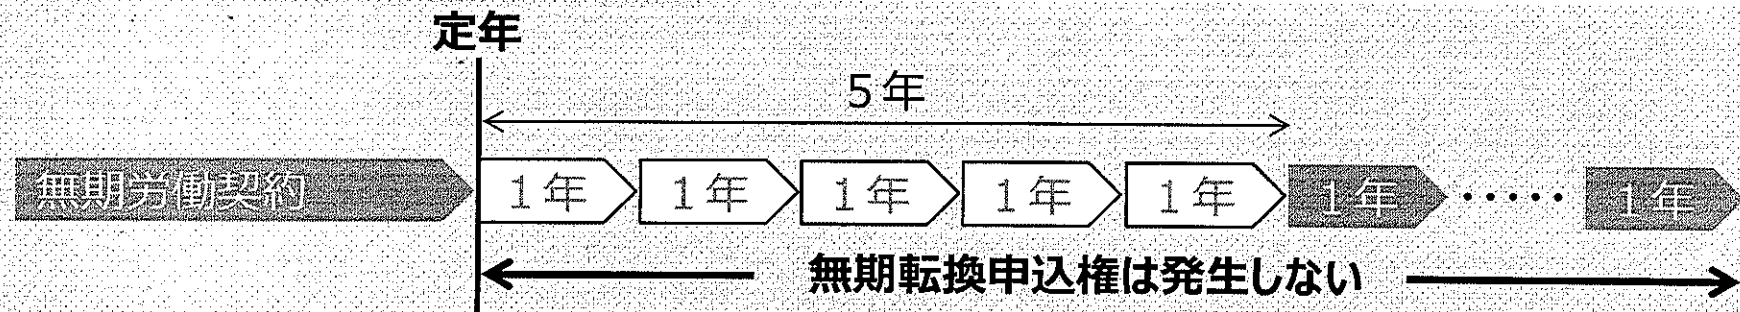 定年
5年
無期労働契約 1年 1年 1年 1年 1年 1年 ・・・・・ 1年
無期転換申込権は発生しない